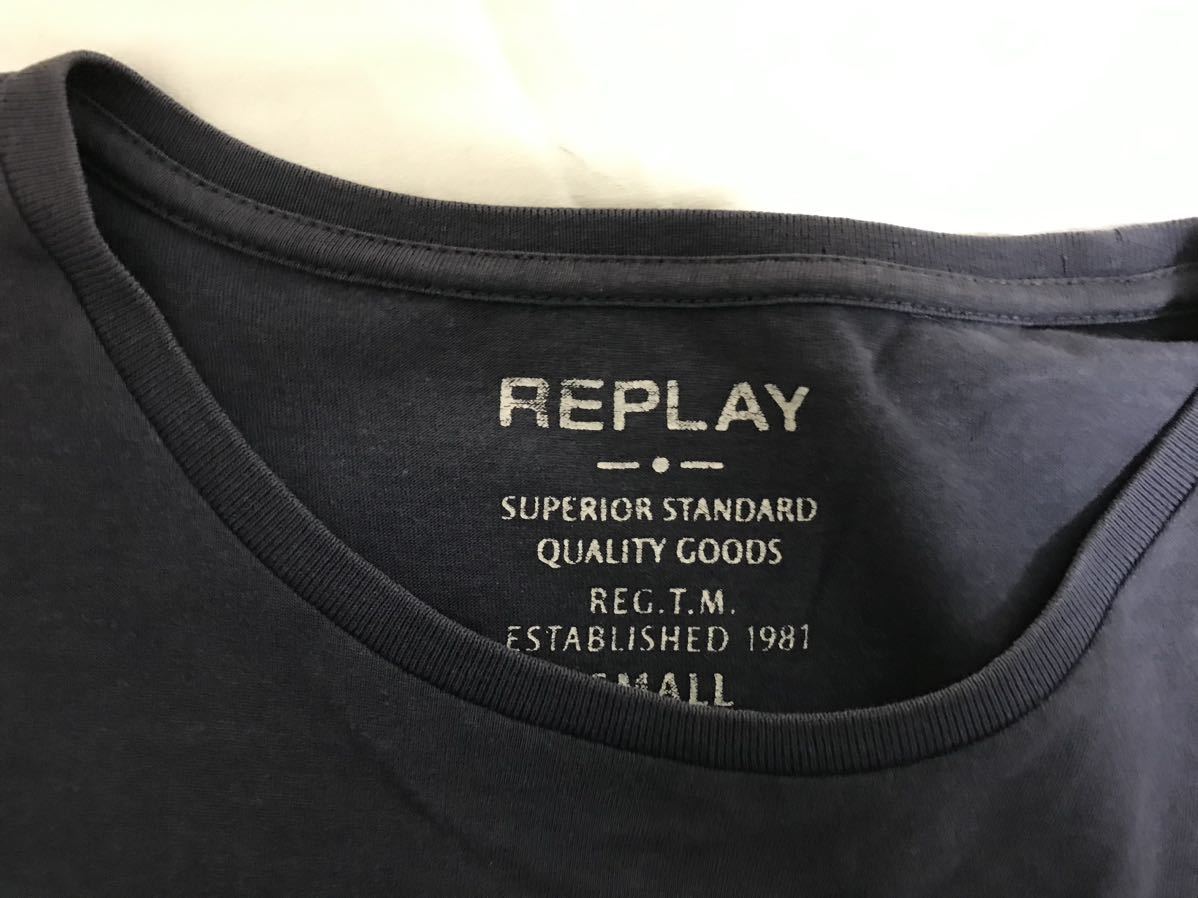 REPLAY
SUPERIOR STANDARD
QUALITY GOODS
REG.T.M.
ESTABLISHED 1981
SMALL